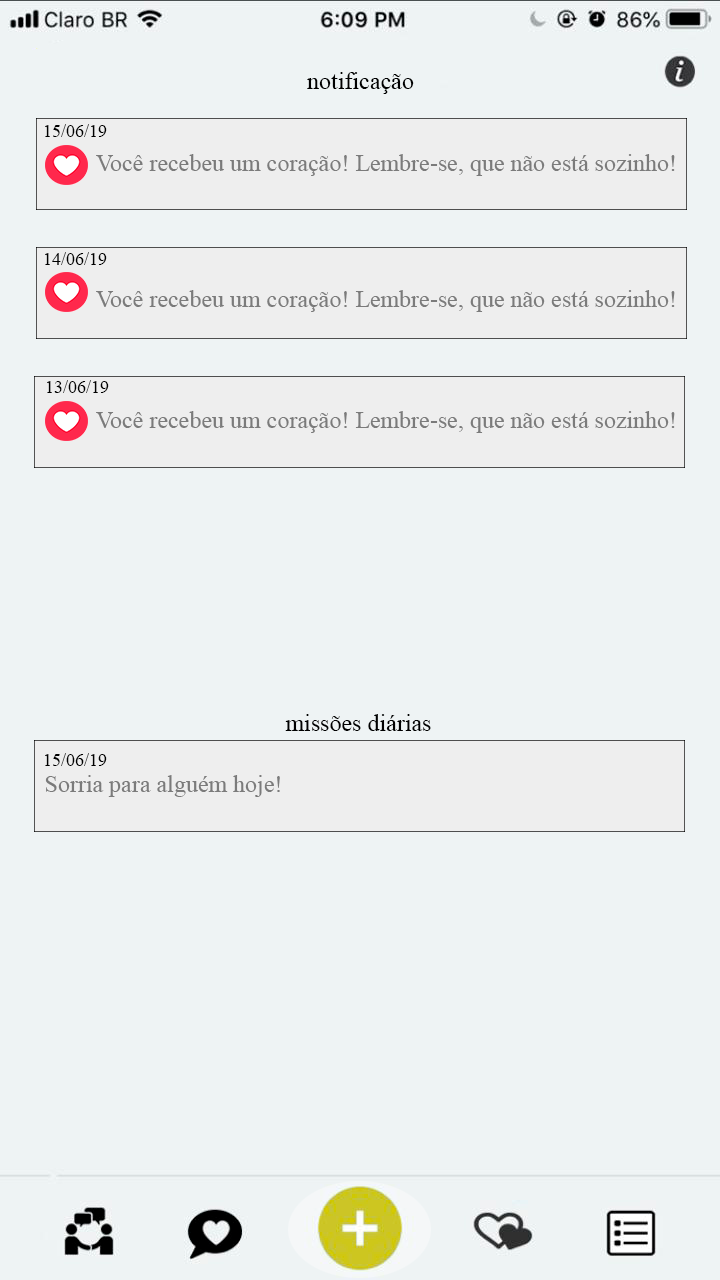 Claro BR 6:09 PM 86%
notificação
15/06/19
Você recebeu um coração! Lembre-se, que não está sozinho!
14/06/19
Você recebeu um coração! Lembre-se, que não está sozinho!
13/06/19
Você recebeu um coração! Lembre-se, que não está sozinho!
missões diárias
15/06/19
Sorria para alguém hoje!